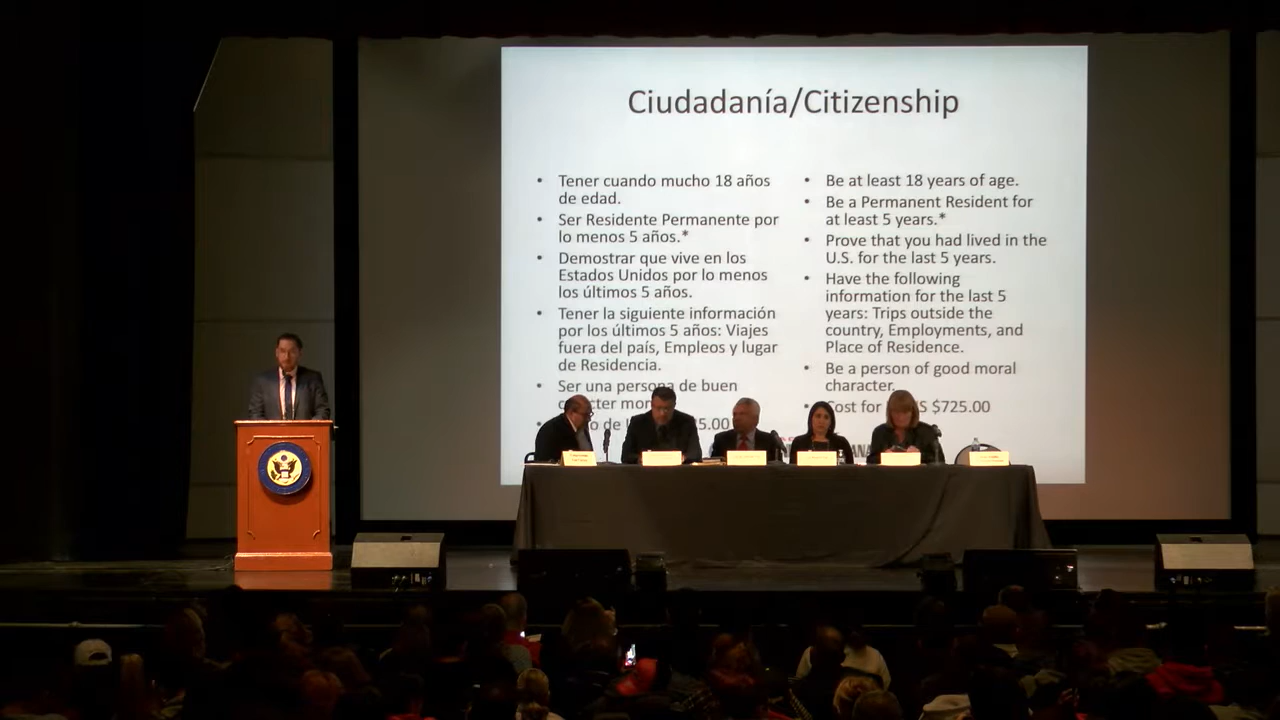 Ciudadanía/Citizenship
• Tener cuando mucho 18 años
de edad.
• Ser Residente Permanente por
lo menos 5 años.*
• Demostrar que vive en los
Estados Unidos por lo menos
los últimos 5 años.
• Tener la siguiente información
por los últimos 5 años: Viajes
fuera del país, Empleos y lugar
de Residencia.
• Ser una persona de buen
• Be at least 18 years of age.
• Be a Permanent Resident for
at least 5 years.*
• Prove that you had lived in the
U.S. for the last 5 years.
• Have the following
information for the last 5
years: Trips outside the
country, Employments, and
Place of Residence.
• Be a person of good moral
character.
Cost for $725.00